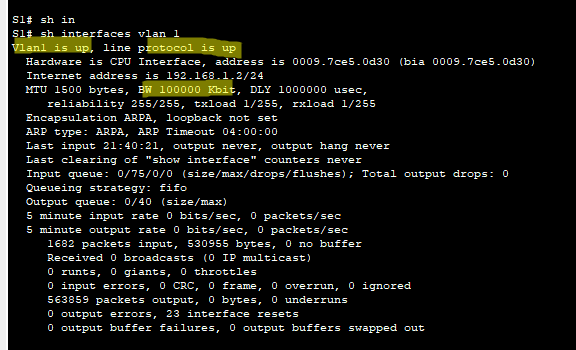 S1# sh in
S1# sh interfaces vlan 1
Vlan1 is up, line protocol is up
Hardware is CPU Interface, address is 0009.7ce5.0d30 (bia 0009.7ce5.0d30)
Internet address is 192.168.1.2/24
MTU 1500 bytes, BW 100000 Kbit, DLY 1000000 usec,
reliability 255/255, txload 1/255, rxload 1/255
Encapsulation ARPA, loopback not set
ARP type: ARPA, ARP Timeout 04:00:00
Last input 21:40:21, output never, output hang never
Last clearing of "show interface" counters never
Input queue: 0/75/0/0 (size/max/drops/flushes); Total output drops: 0
Queueing strategy: fifo
Output queue: 0/40 (size/max)
5 minute input rate 0 bits/sec, 0 packets/sec
5 minute output rate 0 bits/sec, 0 packets/sec
1682 packets input, 530955 bytes, 0 no buffer
Received 0 broadcasts (0 IP multicast)
0 runts, 0 giants, 0 throttles
0 input errors, 0 CRC, 0 frame, 0 overrun, 0 ignored
563859 packets output, 0 bytes, 0 underruns
0 output errors, 23 interface resets
0 output buffer failures, 0 output buffers swapped out